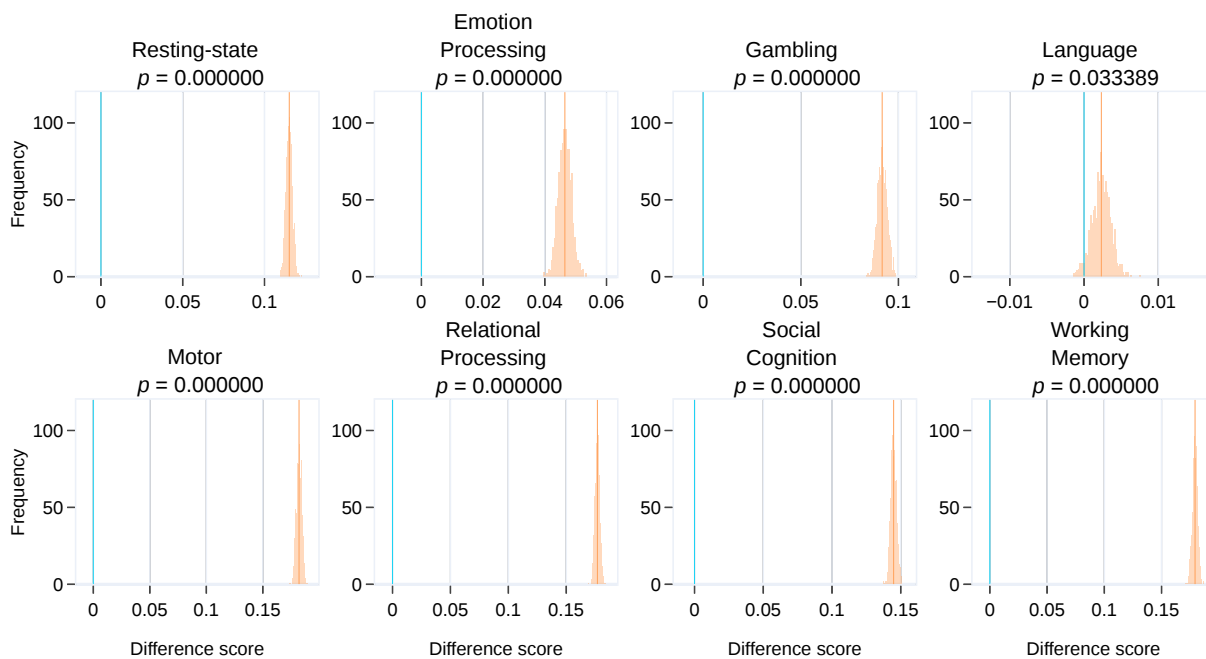 Resting-state
p = 0.000000
Emotion
Processing
p = 0.000000
Gambling
p = 0.000000
Language
p = 0.033389
Frequency
100
50
0
0
0.05
0.1
100
50
0
0
0.02
0.04
0.06
100
50
0
0
0.05
0.1
100
50
0
−0.01
0
0.01
Motor
p = 0.000000
Relational
Processing
p = 0.000000
Social
Cognition
p = 0.000000
Working
Memory
p = 0.000000
Frequency
100
50
0
0
0.05
0.1
0.15
Difference score
100
50
0
0
0.05
0.1
0.15
Difference score
100
50
0
0
0.05
0.1
0.15
Difference score
100
50
0
0
0.05
0.1
0.15
Difference score